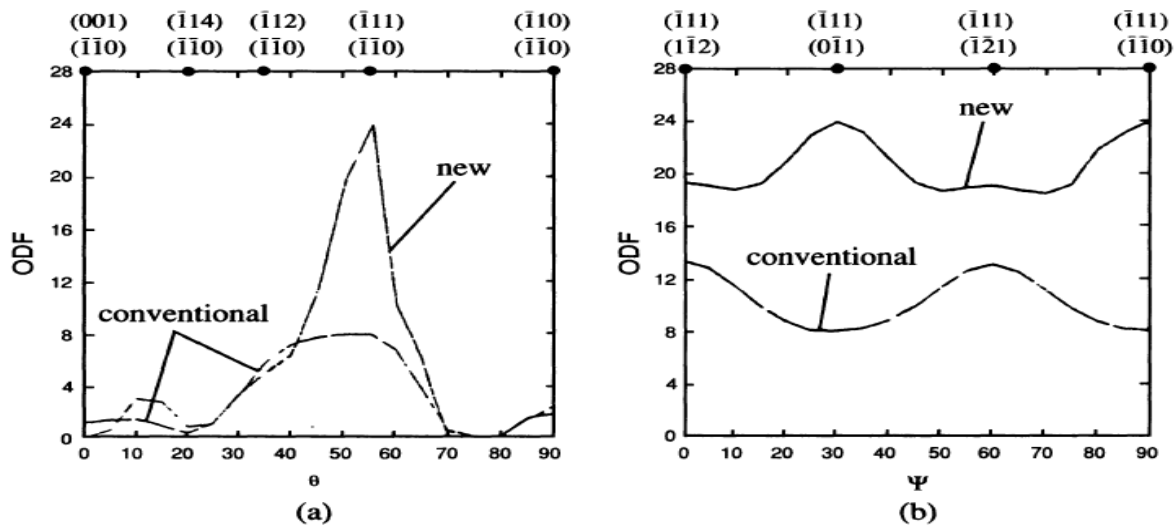 (001) (1̄14) (1̄12) (1̄11) (1̄10)
(1̄1̄0) (1̄1̄0) (1̄1̄0) (1̄1̄0) (1̄1̄0)
28
24
20
16
12
8
4
0
ODF
new
conventional
0 10 20 30 40 50 60 70 80 90
θ
(a)
(1̄11) (1̄11) (1̄11) (1̄11)
(11̄2) (01̄1) (1̄2̄1) (1̄1̄0)
28
24
20
16
12
8
4
0
ODF
new
conventional
0 10 20 30 40 50 60 70 80 90
Ψ
(b)